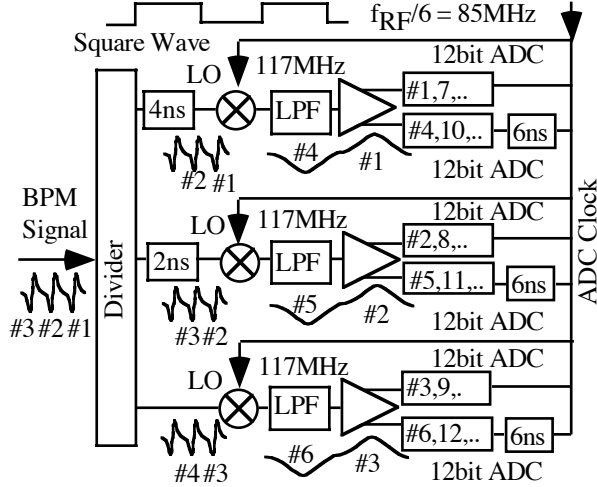 f_RF/6 = 85MHz
Square Wave
12bit ADC
LO
117MHz
4ns
LPF
#1,7,..
#4,10,..
6ns
#2 #1
#4
#1
12bit ADC
BPM
Signal
#3 #2 #1
Divider
ADC Clock
12bit ADC
LO
117MHz
2ns
LPF
#2,8,..
#5,11,..
6ns
#3#2
#5
#2
12bit ADC
12bit ADC
LO
117MHz
LPF
#3,9,.
#6,12,..
6ns
#4#3
#6
#3
12bit ADC